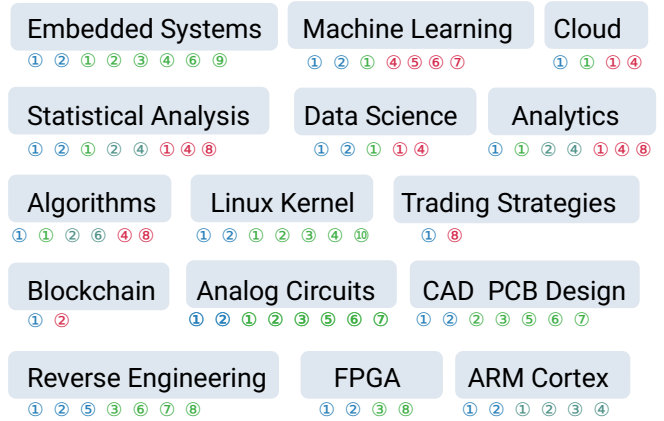 Embedded Systems Machine Learning Cloud
① ② ① ② ③ ④ ⑥ ⑨ ① ② ① ④ ⑤ ⑥ ⑦ ① ① ① ④
Statistical Analysis Data Science Analytics
① ② ① ② ④ ① ④ ⑧ ① ② ① ① ④ ① ① ② ④ ① ④ ⑧
Algorithms Linux Kernel Trading Strategies
① ① ② ⑥ ④ ⑧ ① ② ① ② ③ ④ ⑩ ① ⑧
Blockchain Analog Circuits CAD PCB Design
① ② ① ② ① ② ③ ⑤ ⑥ ⑦ ① ② ② ③ ⑤ ⑥ ⑦
Reverse Engineering FPGA ARM Cortex
① ② ⑤ ③ ⑥ ⑦ ⑧ ① ② ③ ⑧ ① ② ① ② ③ ④